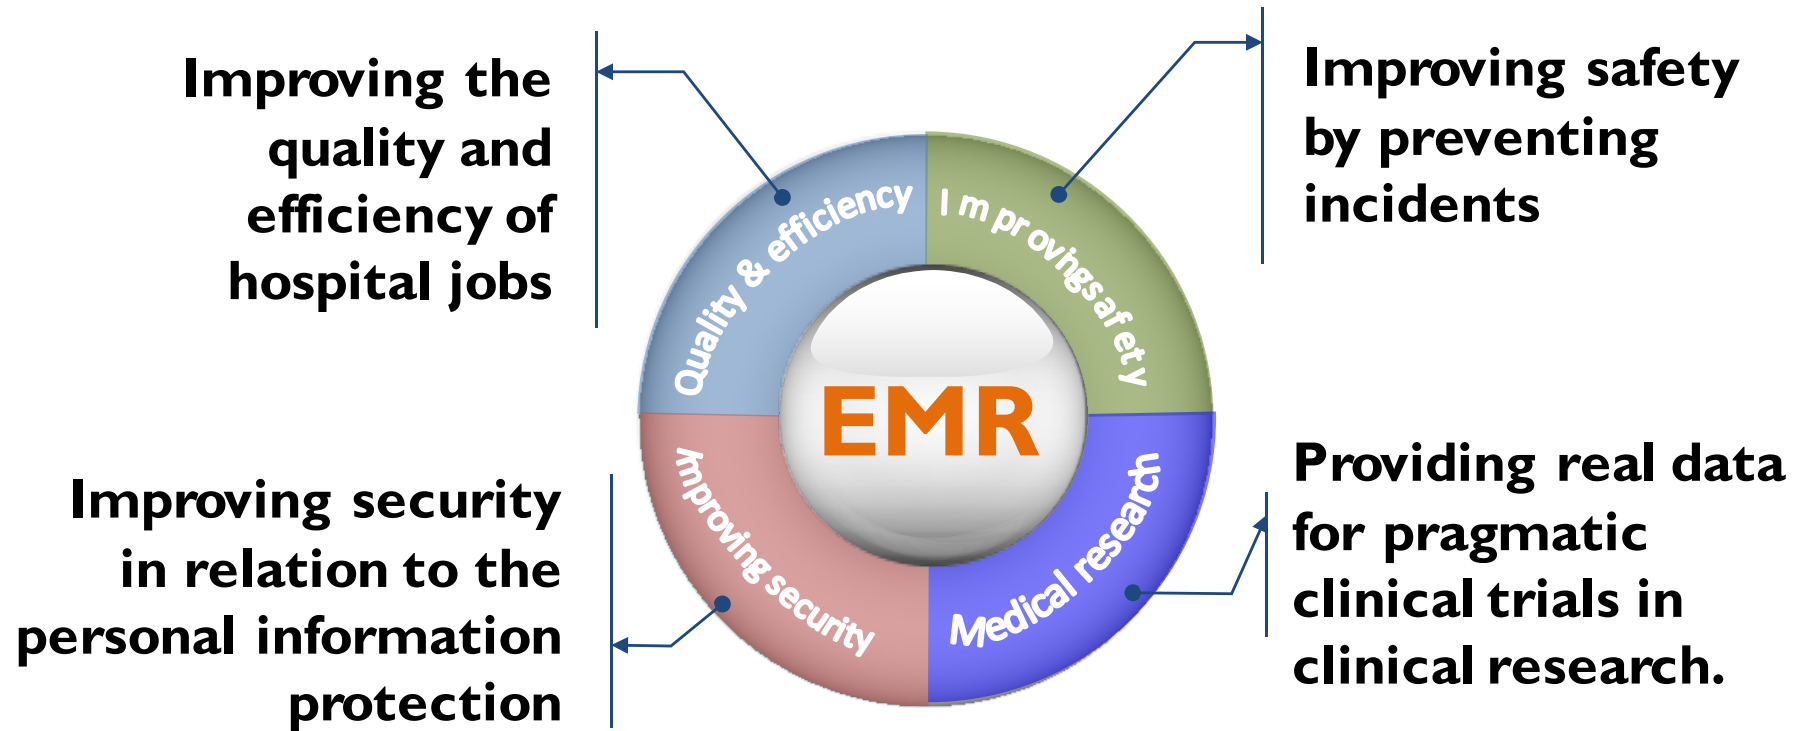 Improving the
quality and
efficiency of
hospital jobs
Improving safety
by preventing
incidents
Quality & efficiency
Improving safety
EMR
Improving security
Medical research
Improving security
in relation to the
personal information
protection
Providing real data
for pragmatic
clinical trials in
clinical research.